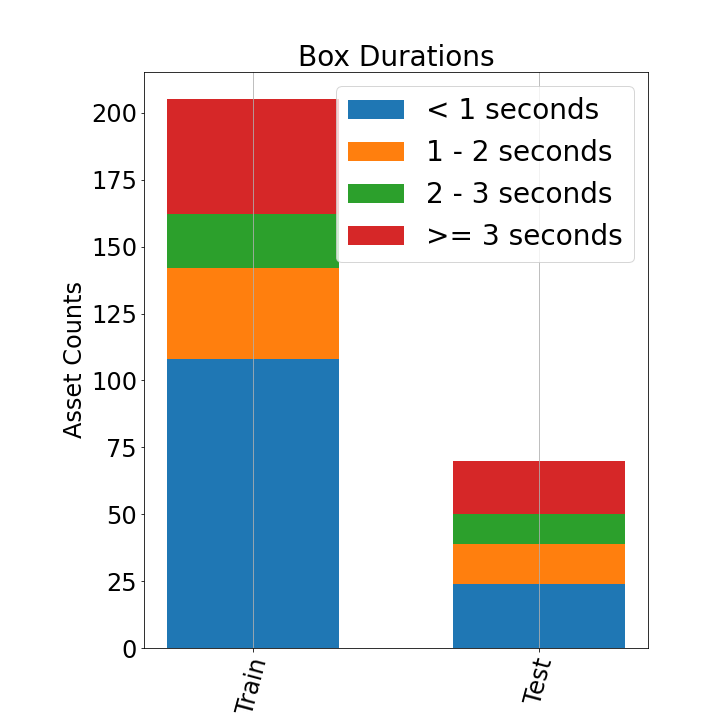 Box Durations
Asset Counts
200
175
150
125
100
75
50
25
0
< 1 seconds
1 - 2 seconds
2 - 3 seconds
>= 3 seconds
Train
Test